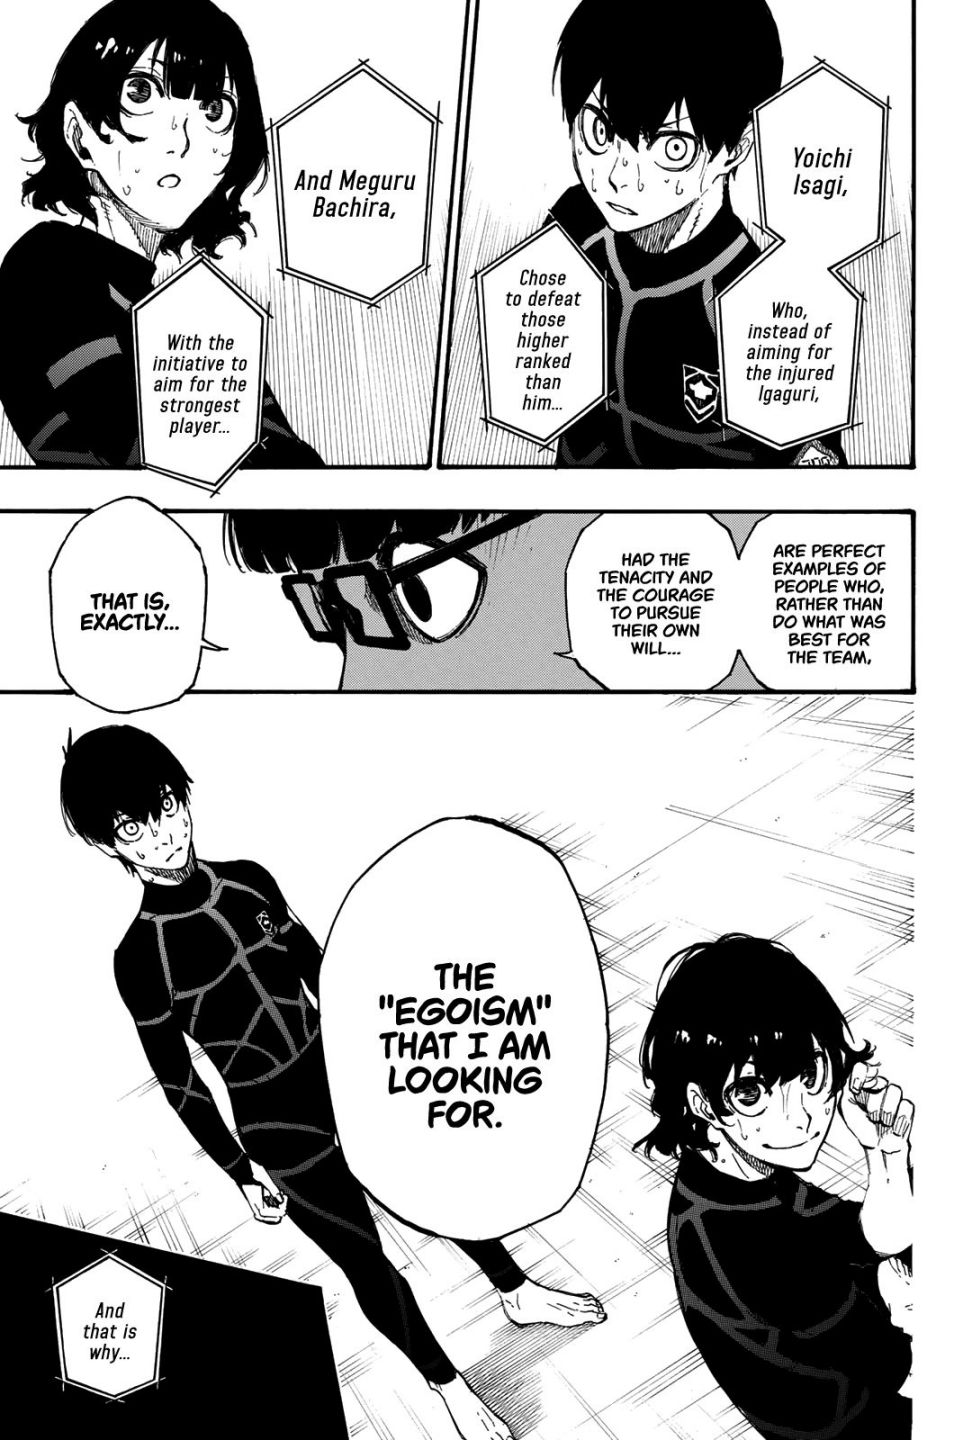 Yoichi
Isagi,
Who,
instead of
aiming for
the injured
Igaguri,
Chose
to defeat
those
higher
ranked
than
him...
And Meguru
Bachira,
With the
initiative to
aim for the
strongest
player...
ARE PERFECT
EXAMPLES OF
PEOPLE WHO,
RATHER THAN
DO WHAT WAS
BEST FOR
THE TEAM,
HAD THE
TENACITY AND
THE COURAGE
TO PURSUE
THEIR OWN
WILL...
THAT IS,
EXACTLY...
THE
"EGOISM"
THAT I AM
LOOKING
FOR.
And
that is
why...